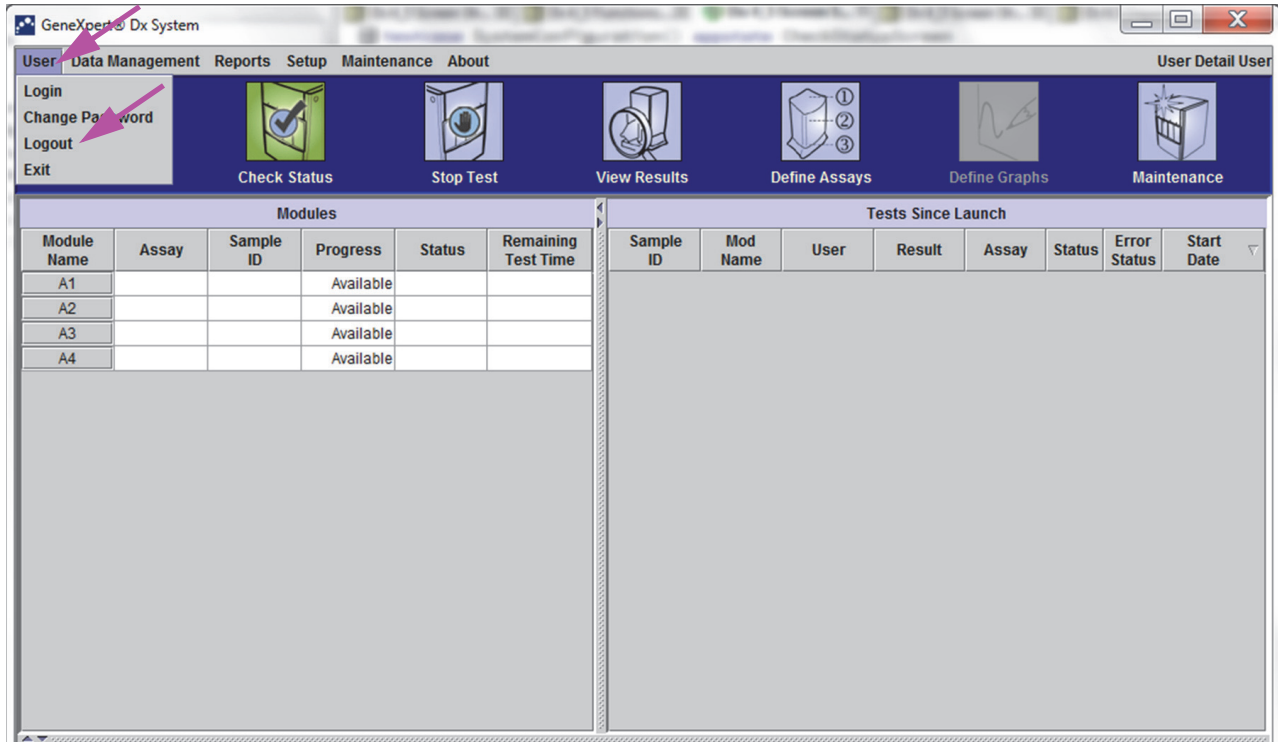 GeneXpert® Dx System
User Data Management Reports Setup Maintenance About User Detail User
Login
Change Password
Logout
Exit
Check Status Stop Test View Results Define Assays Define Graphs Maintenance
1
2
3
Modules
Module Name Assay Sample ID Progress Status Remaining Test Time
A1 Available
A2 Available
A3 Available
A4 Available
Tests Since Launch
Sample ID Mod Name User Result Assay Status Error Status Start Date